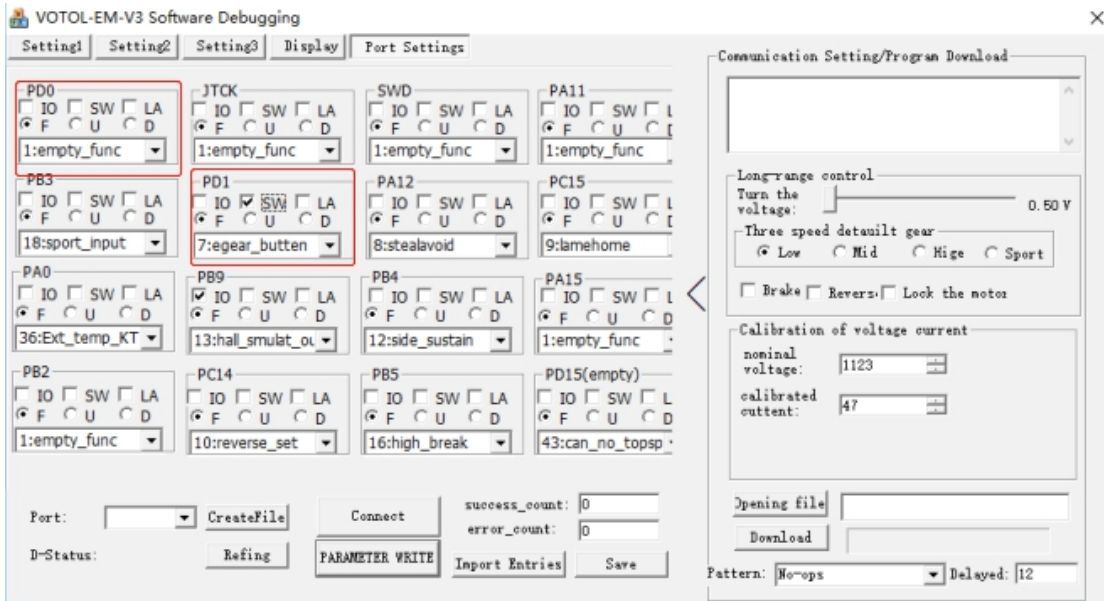 VOTOL-EM-V3 Software Debugging
Setting1 Setting2 Setting3 Display Port Settings
PD0 JTCK SWD PA11
IO SW LA IO SW LA IO SW LA IO SW L
F U D F U D F U D F U D
1:empty_func 1:empty_func 1:empty_func 1:empty_func
PB3 PD1 PA12 PC15
IO SW LA IO SW LA IO SW LA IO SW L
F U D F U D F U D F U D
18:sport_input 7:egear_butten 8:stealavoid 9:lamehome
PA0 PB9 PB4 PA15
IO SW LA IO SW LA IO SW LA IO SW L
F U D F U D F U D F U D
36:Ext_temp_KT 13:hall_smulat_ou 12:side_sustain 1:empty_func
PB2 PC14 PB5 PD15(empty)
IO SW LA IO SW LA IO SW LA IO SW L
F U D F U D F U D F U D
1:empty_func 10:reverse_set 16:high_break 43:can_no_topsp
Port: CreateFile Connect success_count: 0
error_count: 0
D-Status: Refing PARAMETER WRITE Import Entries Save
Communication Setting/Program Download
Long-range control
Turn the
voltage: 0.50 V
Three speed detauilt gear
Low Mid Hige Sport
Brake Revers. Lock the motor
Calibration of voltage current
nominal
voltage: 1123
calibrated
cuttent: 47
Opening file
Download
Pattern: No-ops Delayed: 12